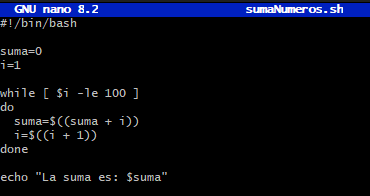 GNU nano 8.2 sumaNumeros.sh
#!/bin/bash
suma=0
i=1
while [ $i -le 100 ]
do
  suma=$((suma + i))
  i=$((i + 1))
done
echo "La suma es: $suma"